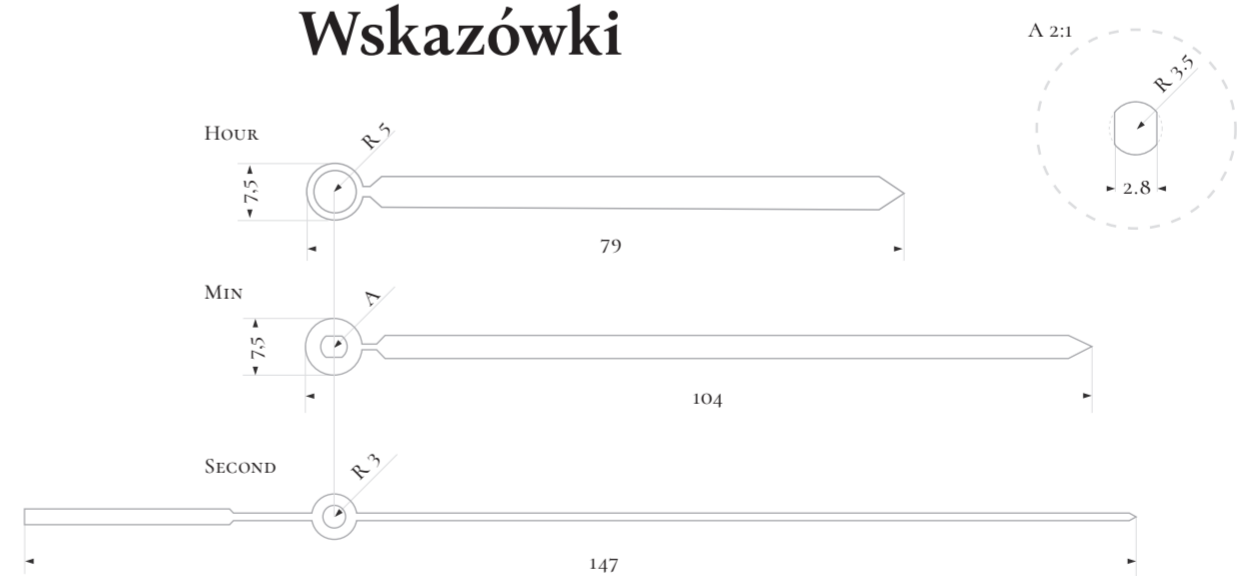 Wskazówki
A 2:1
R 3.5
2.8
Hour
R 5
7,5
79
Min
A
7,5
104
Second
R 3
147